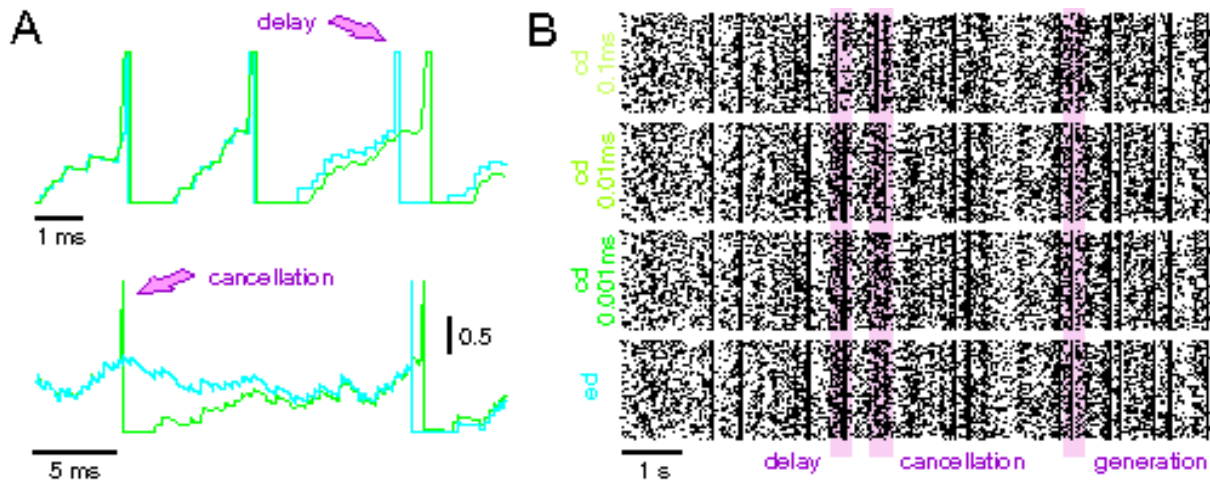 A
delay
1 ms
cancellation
0.5
5 ms
B
cd
0.1ms
cd
0.01ms
cd
0.001ms
ed
1 s
delay
cancellation
generation